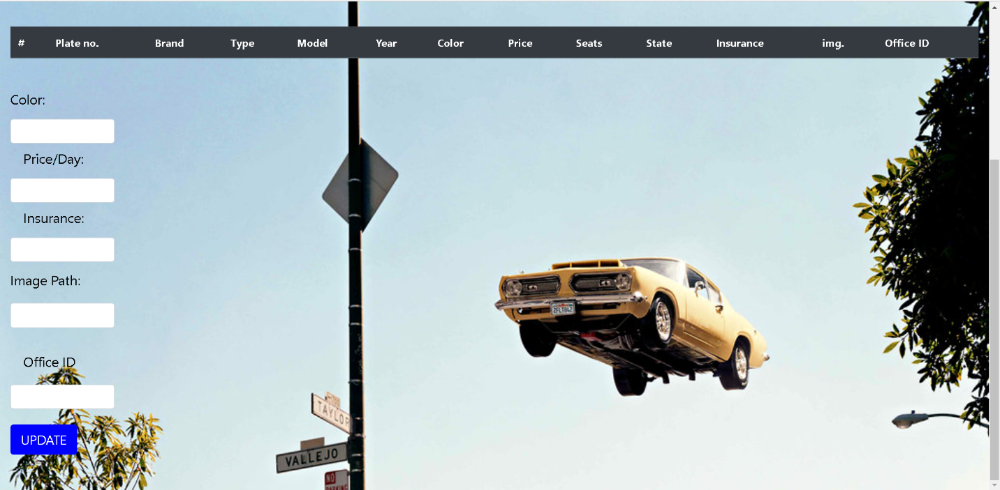 # Plate no. Brand Type Model Year Color Price Seats State Insurance img. Office ID
Color:
Price/Day:
Insurance:
Image Path:
Office ID
UPDATE
TAYLOR
VALLEJO
NO
PARKING